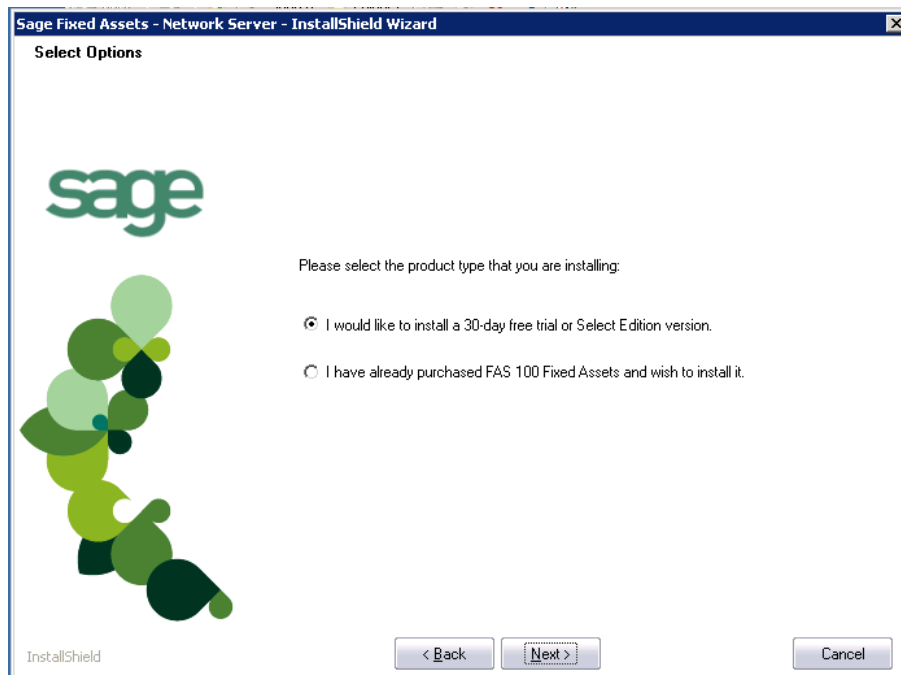 Sage Fixed Assets - Network Server - InstallShield Wizard
Select Options
sage
Please select the product type that you are installing:
I would like to install a 30-day free trial or Select Edition version.
I have already purchased FAS 100 Fixed Assets and wish to install it.
InstallShield
< Back
Next >
Cancel